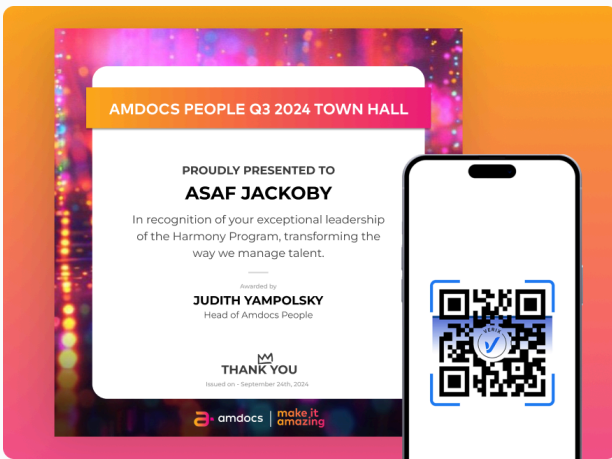 AMDOCS PEOPLE Q3 2024 TOWN HALL
PROUDLY PRESENTED TO
ASAF JACKOBY
In recognition of your exceptional leadership
of the Harmony Program, transforming the
way we manage talent.
Awarded by
JUDITH YAMPOLSKY
Head of Amdocs People
THANK YOU
Issued on - September 24th, 2024
amdocs
make it
amazing
VERIX